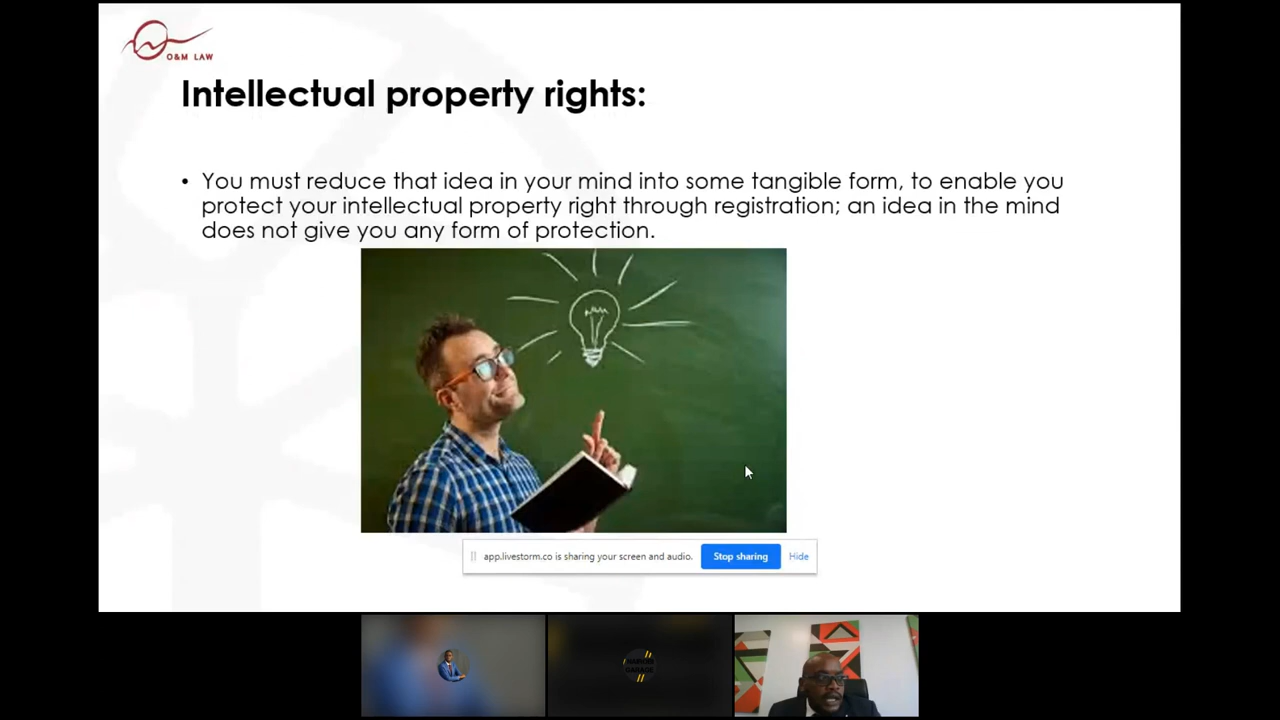 O&M LAW
Intellectual property rights:
• You must reduce that idea in your mind into some tangible form, to enable you
protect your intellectual property right through registration; an idea in the mind
does not give you any form of protection.
app.livestorm.co is sharing your screen and audio.
Stop sharing
Hide
NAIROBI
GARAGE